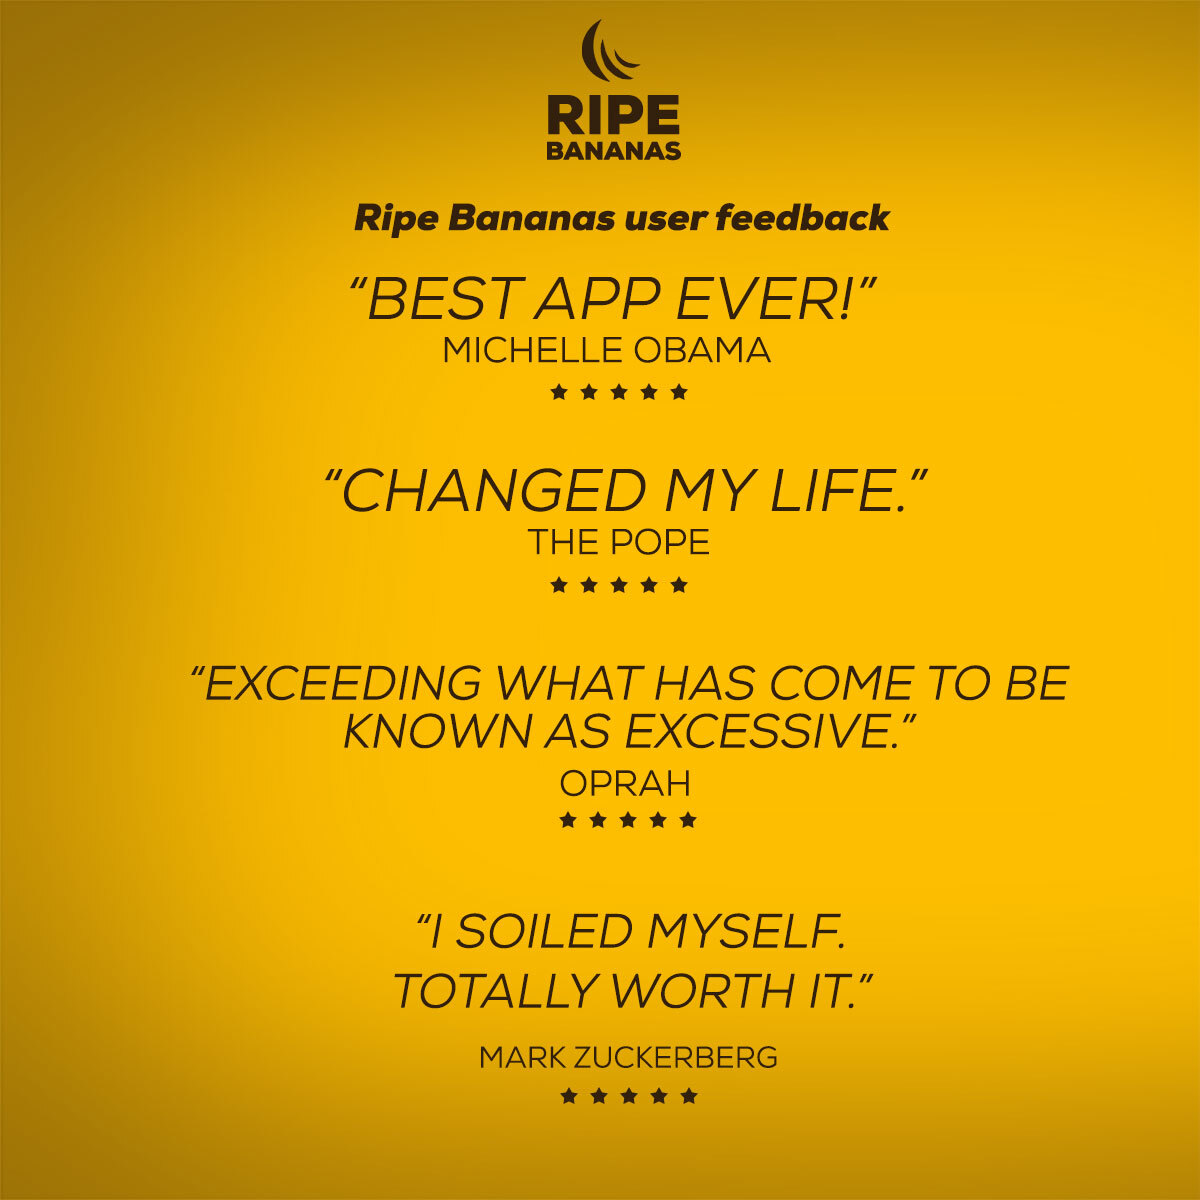 RIPE
BANANAS
Ripe Bananas user feedback
“BEST APP EVER!”
MICHELLE OBAMA
“CHANGED MY LIFE.”
THE POPE
“EXCEEDING WHAT HAS COME TO BE
KNOWN AS EXCESSIVE.”
OPRAH
“I SOILED MYSELF.
TOTALLY WORTH IT.”
MARK ZUCKERBERG